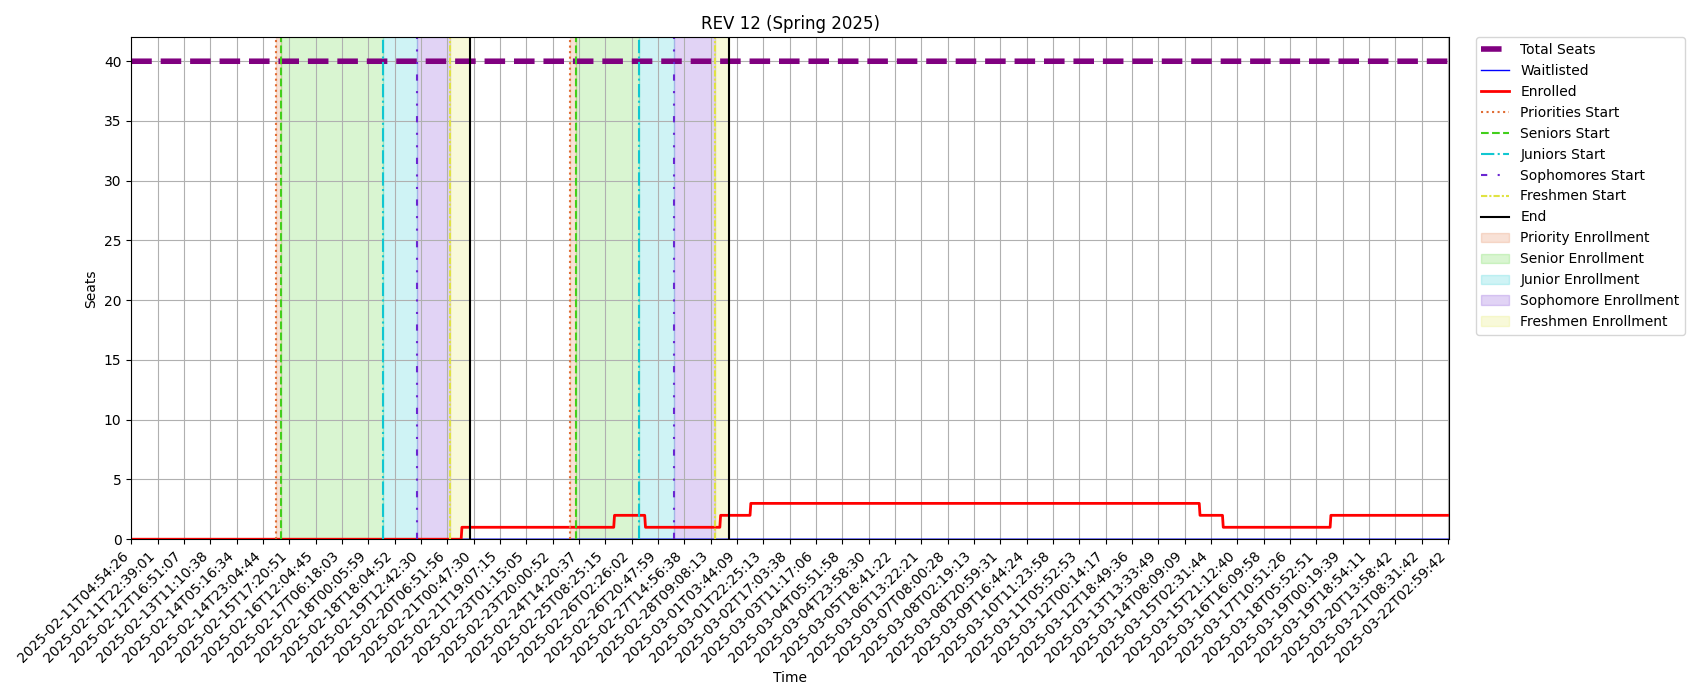 REV 12 (Spring 2025)
Seats
40
35
30
25
20
15
10
5
0
2025-02-11T04:54:26
2025-02-11T22:39:01
2025-02-12T16:51:07
2025-02-13T11:10:38
2025-02-14T05:16:34
2025-02-14T23:04:44
2025-02-15T17:20:51
2025-02-16T12:04:45
2025-02-17T06:18:03
2025-02-18T00:05:59
2025-02-18T18:04:52
2025-02-19T12:42:30
2025-02-20T06:51:56
2025-02-21T00:47:30
2025-02-21T19:07:15
2025-02-22T13:15:05
2025-02-23T20:00:52
2025-02-24T14:20:37
2025-02-25T08:25:15
2025-02-26T02:26:02
2025-02-26T20:47:59
2025-02-27T14:56:38
2025-02-28T09:08:13
2025-03-01T03:44:09
2025-03-01T22:25:13
2025-03-02T17:03:38
2025-03-03T11:17:06
2025-03-04T05:51:58
2025-03-04T23:58:30
2025-03-05T18:41:22
2025-03-06T13:22:21
2025-03-07T08:00:28
2025-03-08T02:19:13
2025-03-08T20:59:31
2025-03-09T16:44:24
2025-03-10T11:23:58
2025-03-11T05:52:53
2025-03-12T00:14:17
2025-03-12T18:49:36
2025-03-13T13:33:49
2025-03-14T08:09:09
2025-03-15T02:31:44
2025-03-15T21:12:40
2025-03-16T16:09:58
2025-03-17T10:51:26
2025-03-18T05:52:51
2025-03-19T00:19:39
2025-03-19T18:54:11
2025-03-20T13:58:42
2025-03-21T08:31:42
2025-03-22T02:59:42
Time
Total Seats
Waitlisted
Enrolled
Priorities Start
Seniors Start
Juniors Start
Sophomores Start
Freshmen Start
End
Priority Enrollment
Senior Enrollment
Junior Enrollment
Sophomore Enrollment
Freshmen Enrollment